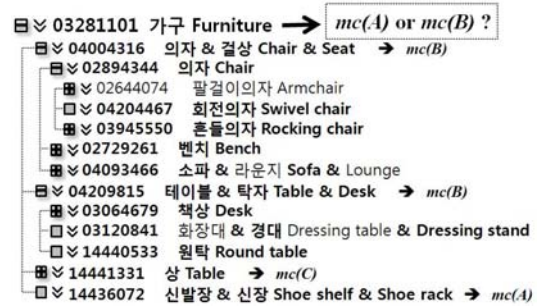 03281101 가구 Furniture → mc(A) or mc(B) ?
04004316 의자 & 걸상 Chair & Seat → mc(B)
02894344 의자 Chair
02644074 팔걸이의자 Armchair
04204467 회전의자 Swivel chair
03945550 흔들의자 Rocking chair
02729261 벤치 Bench
04093466 소파 & 라운지 Sofa & Lounge
04209815 테이블 & 탁자 Table & Desk → mc(B)
03064679 책상 Desk
03120841 화장대 & 경대 Dressing table & Dressing stand
14440533 원탁 Round table
14441331 상 Table → mc(C)
14436072 신발장 & 신장 Shoe shelf & Shoe rack → mc(A)